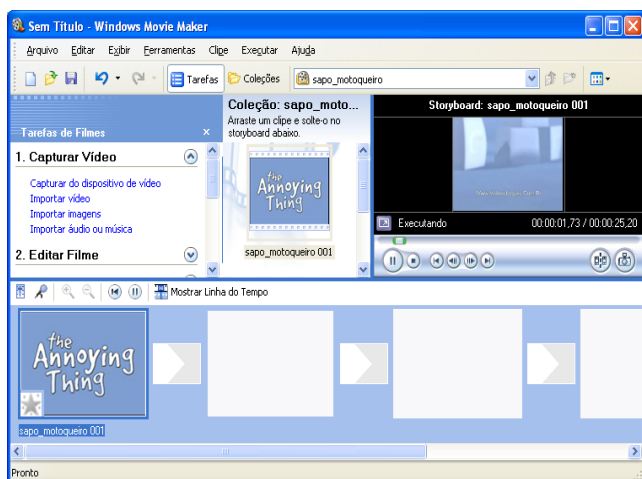 Sem Título - Windows Movie Maker
Arquivo Editar Exibir Ferramentas Clipe Executar Ajuda
Tarefas Coleções sapo_motoqueiro
Tarefas de Filmes
1. Capturar Vídeo
Capturar do dispositivo de vídeo
Importar vídeo
Importar imagens
Importar áudio ou música
2. Editar Filme
Coleção: sapo_moto...
Arraste um clipe e solte-o no
storyboard abaixo.
the
Annoying
Thing
sapo_motoqueiro 001
Storyboard: sapo_motoqueiro 001
Executando 00:00:01,73 / 00:00:25,20
Mostrar Linha do Tempo
the
Annoying
Thing
sapo_motoqueiro 001
Pronto